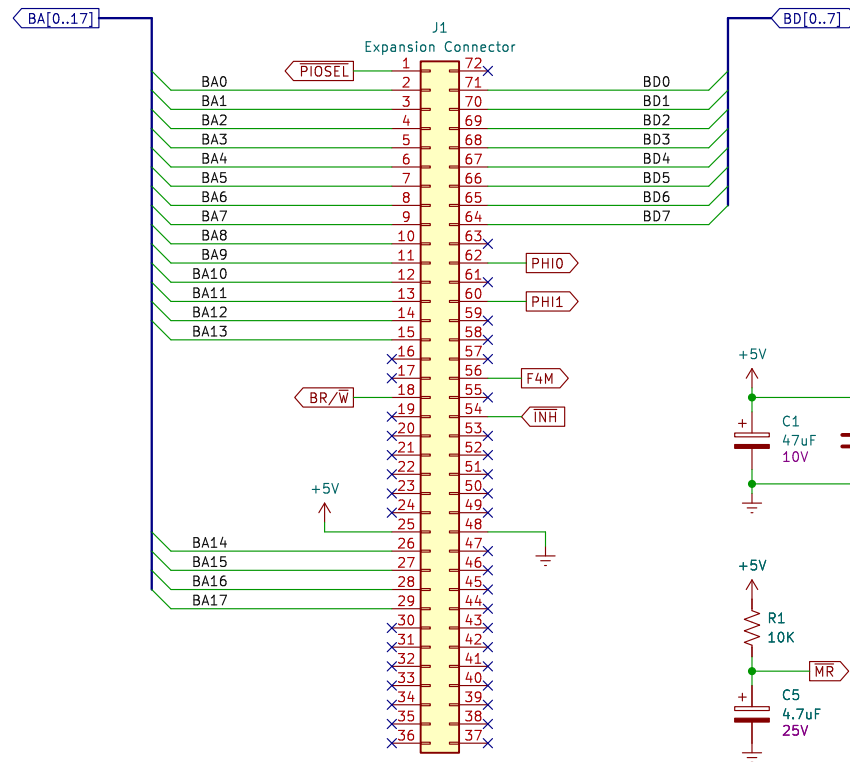 BA[0..17] BD[0..7]
J1
Expansion Connector
PIOSEL 1 72
BA0 2 71 BD0
BA1 3 70 BD1
BA2 4 69 BD2
BA3 5 68 BD3
BA4 6 67 BD4
BA5 7 66 BD5
BA6 8 65 BD6
BA7 9 64 BD7
BA8 10 63
BA9 11 62 PHI0
BA10 12 61
BA11 13 60 PHI1
BA12 14 59
BA13 15 58
16 57
17 56 F4M
BR/W 18 55
19 54 INH
20 53
21 52
22 51
23 50
24 49
+5V
25 48
BA14 26 47
BA15 27 46
BA16 28 45
BA17 29 44
30 43
31 42
32 41
33 40
34 39
35 38
36 37
+5V
+
C1
47uF
10V
+5V
R1
10K
MR
+
C5
4.7uF
25V